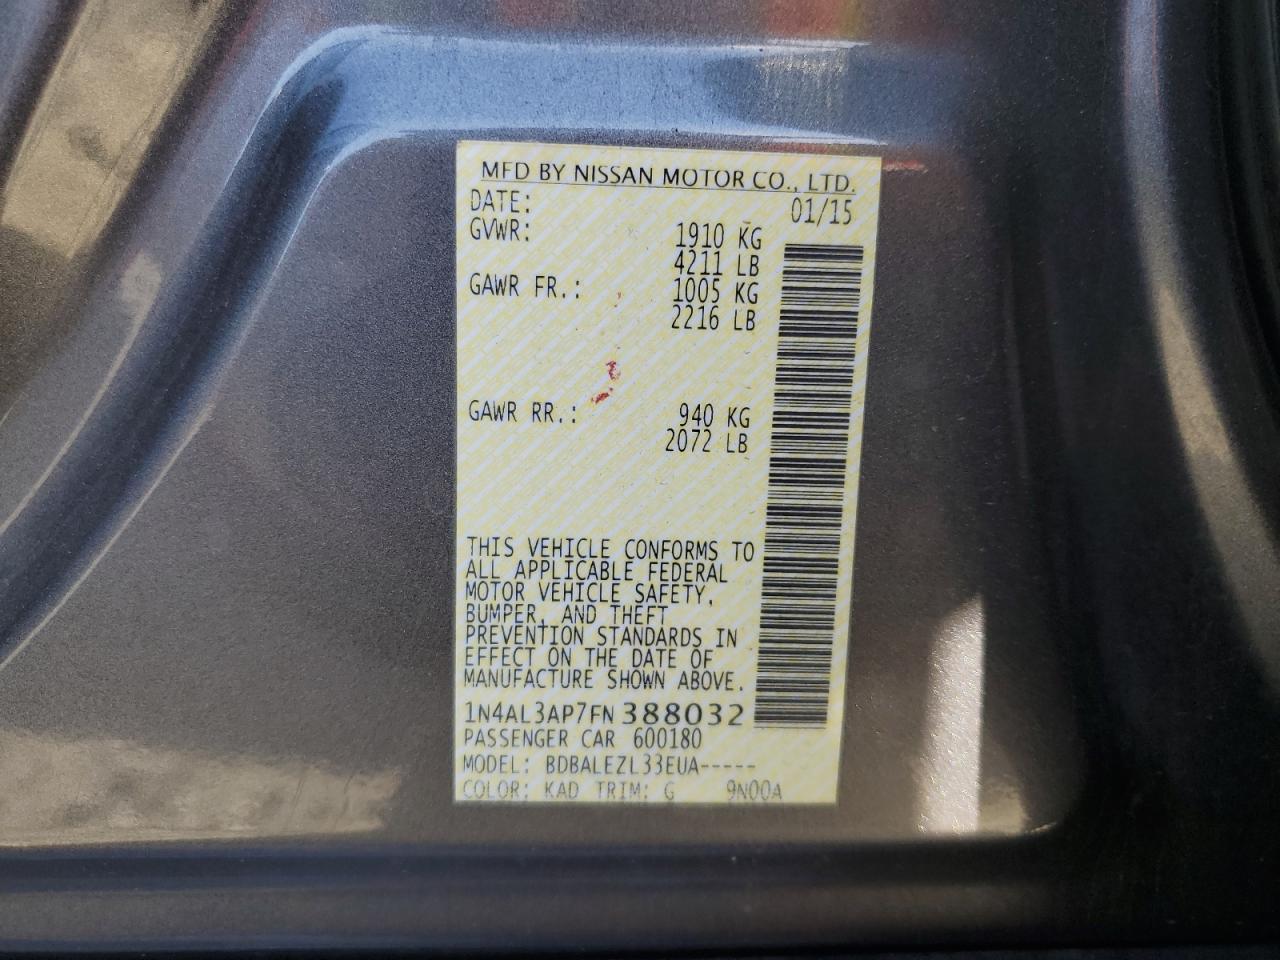 MFD BY NISSAN MOTOR CO., LTD.
DATE: 01/15
GVWR: 1910 KG
4211 LB
GAWR FR.: 1005 KG
2216 LB
GAWR RR.: 940 KG
2072 LB
THIS VEHICLE CONFORMS TO
ALL APPLICABLE FEDERAL
MOTOR VEHICLE SAFETY,
BUMPER, AND THEFT
PREVENTION STANDARDS IN
EFFECT ON THE DATE OF
MANUFACTURE SHOWN ABOVE.
1N4AL3AP7FN388032
PASSENGER CAR 600180
MODEL: BDBALEZL33EUA-----
COLOR: KAD TRIM: G 9N00A